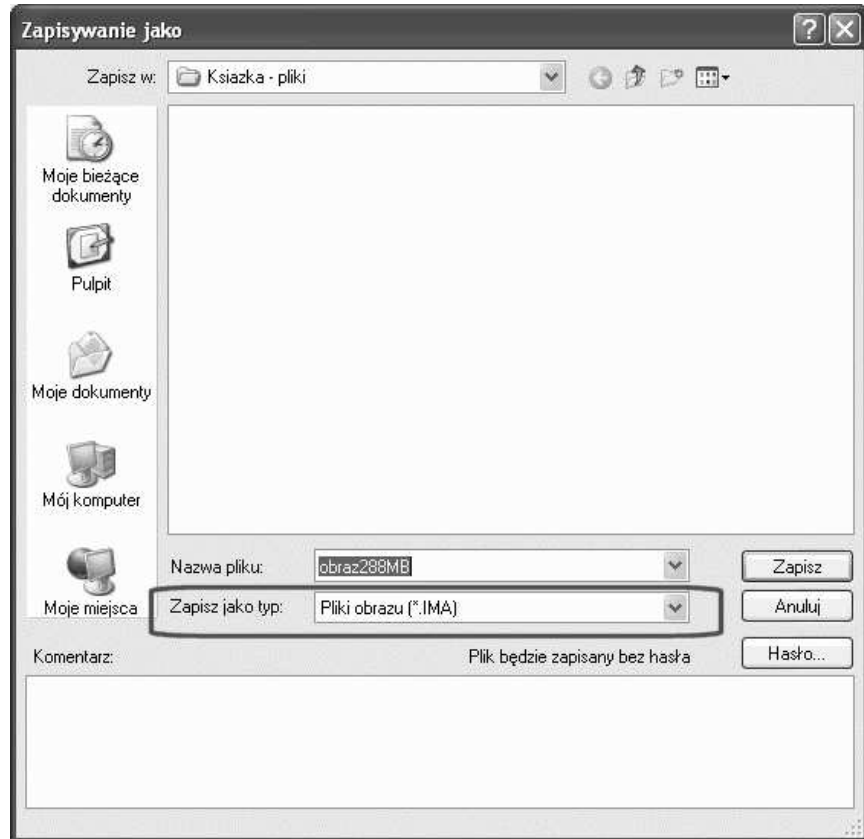 Zapisywanie jako
Zapisz w: Ksiazka - pliki
Moje bieżące
dokumenty
Pulpit
Moje dokumenty
Mój komputer
Moje miejsca
Nazwa pliku: obraz288MB Zapisz
Zapisz jako typ: Pliki obrazu (*.IMA) Anuluj
Komentarz: Plik będzie zapisany bez hasła Hasło...